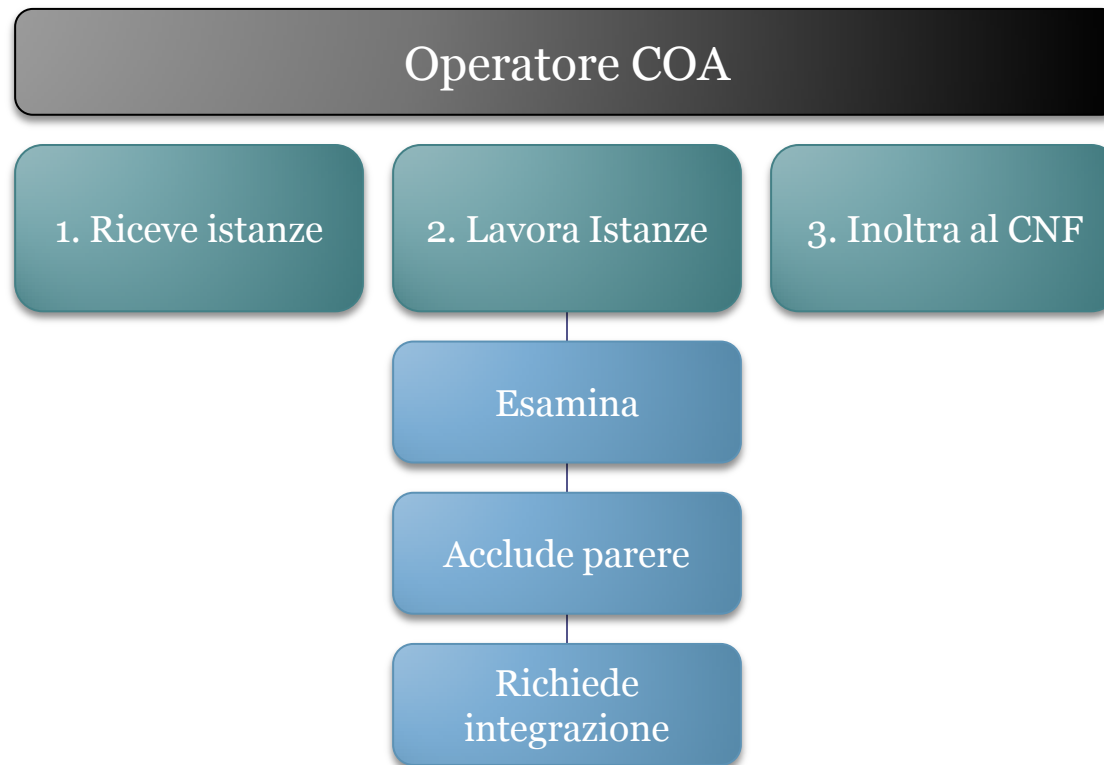 Operatore COA
1. Riceve istanze
2. Lavora Istanze
3. Inoltra al CNF
Esamina
Acclude parere
Richiede
integrazione